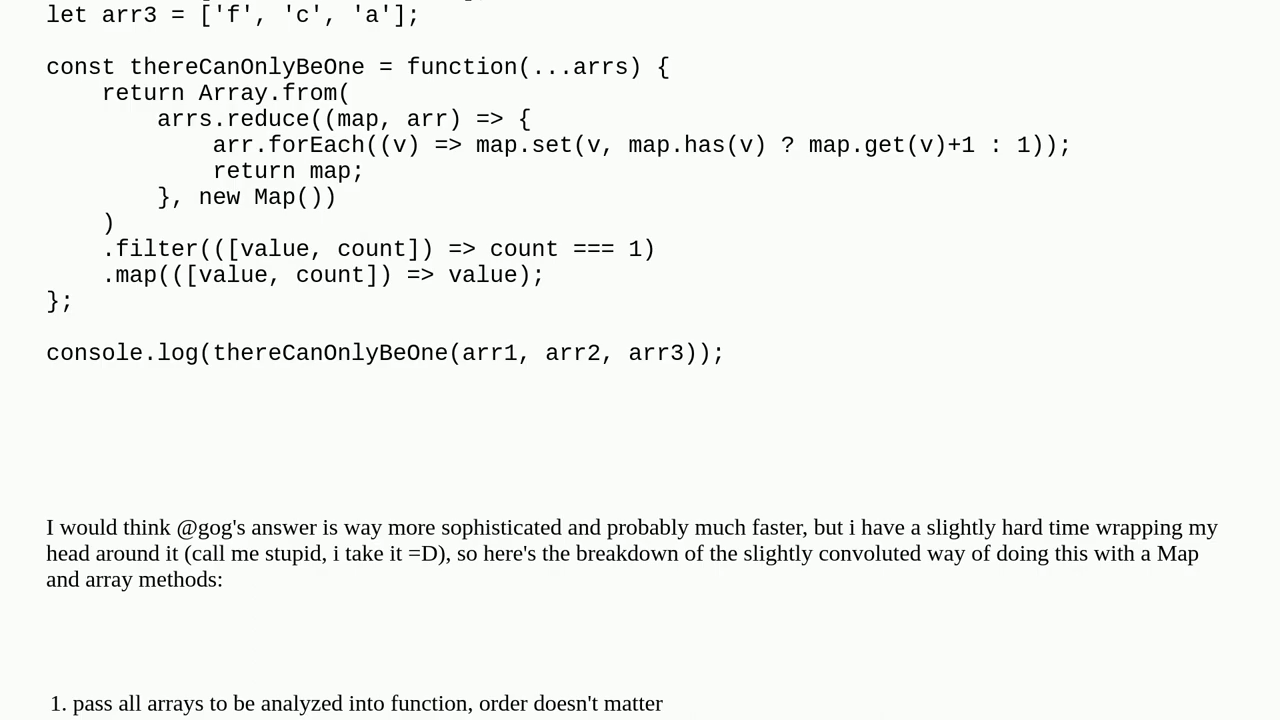 let arr3 = ['f', 'c', 'a'];
const thereCanOnlyBeOne = function(...arrs) {
    return Array.from(
        arrs.reduce((map, arr) => {
            arr.forEach((v) => map.set(v, map.has(v) ? map.get(v)+1 : 1));
            return map;
        }, new Map())
    )
    .filter(([value, count]) => count === 1)
    .map(([value, count]) => value);
};
console.log(thereCanOnlyBeOne(arr1, arr2, arr3));
I would think @gog's answer is way more sophisticated and probably much faster, but i have a slightly hard time wrapping my
head around it (call me stupid, i take it =D), so here's the breakdown of the slightly convoluted way of doing this with a Map
and array methods:
1. pass all arrays to be analyzed into function, order doesn't matter